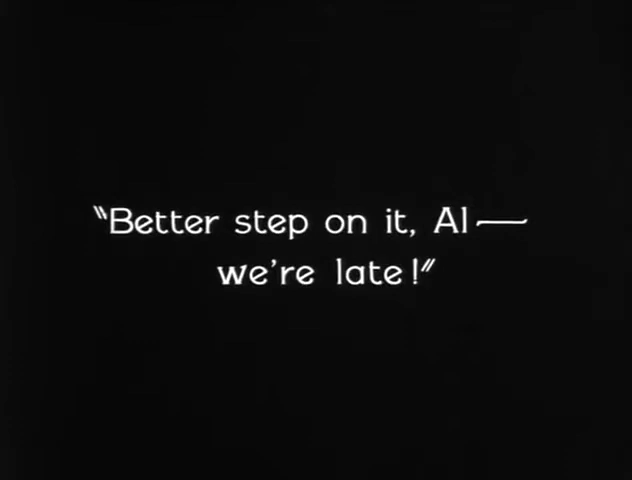 "Better step on it, Al—
we're late!"